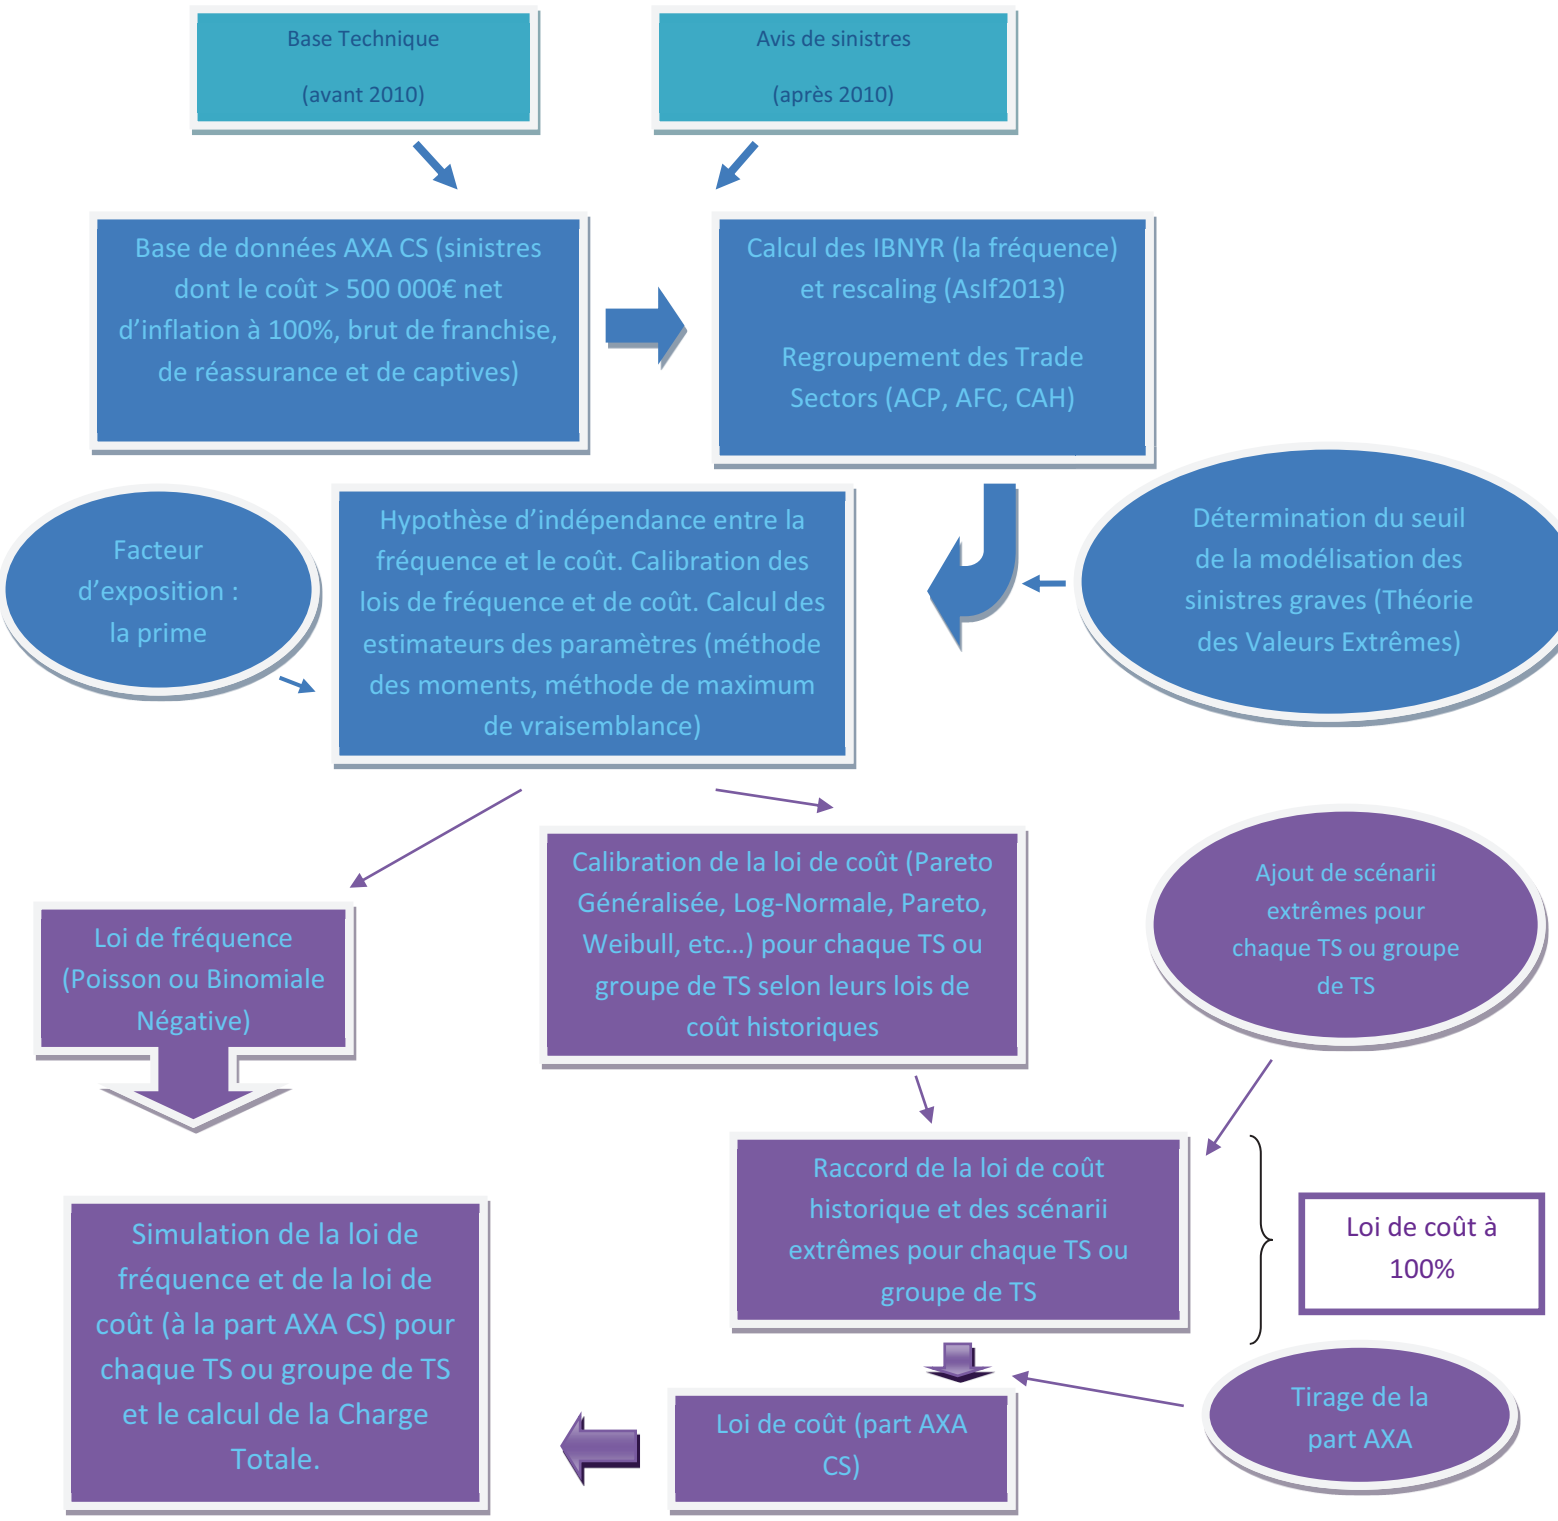 Base Technique
(avant 2010)
Avis de sinistres
(après 2010)
Base de données AXA CS (sinistres
dont le coût > 500 000€ net
d’inflation à 100%, brut de franchise,
de réassurance et de captives)
Calcul des IBNYR (la fréquence)
et rescaling (AsIf2013)
Regroupement des Trade
Sectors (ACP, AFC, CAH)
Facteur
d’exposition :
la prime
Hypothèse d’indépendance entre la
fréquence et le coût. Calibration des
lois de fréquence et de coût. Calcul des
estimateurs des paramètres (méthode
des moments, méthode de maximum
de vraisemblance)
Détermination du seuil
de la modélisation des
sinistres graves (Théorie
des Valeurs Extrêmes)
Loi de fréquence
(Poisson ou Binomiale
Négative)
Calibration de la loi de coût (Pareto
Généralisée, Log-Normale, Pareto,
Weibull, etc…) pour chaque TS ou
groupe de TS selon leurs lois de
coût historiques
Ajout de scénarii
extrêmes pour
chaque TS ou groupe
de TS
Raccord de la loi de coût
historique et des scénarii
extrêmes pour chaque TS ou
groupe de TS
Loi de coût à
100%
Simulation de la loi de
fréquence et de la loi de
coût (à la part AXA CS) pour
chaque TS ou groupe de TS
et le calcul de la Charge
Totale.
Loi de coût (part AXA
CS)
Tirage de la
part AXA